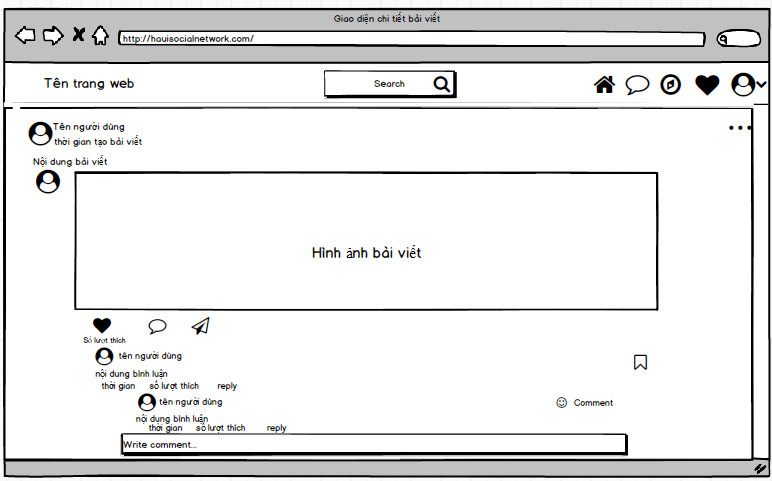 Giao diện chi tiết bài viết
http://hauisocialnetwork.com/
Tên trang web
Search
Tên người dùng
thời gian tạo bài viết
Nội dung bài viết
Hình ảnh bài viết
Số lượt thích
tên người dùng
nội dung bình luận
thời gian số lượt thích reply
tên người dùng
Comment
nội dung bình luận
thời gian số lượt thích reply
Write comment...